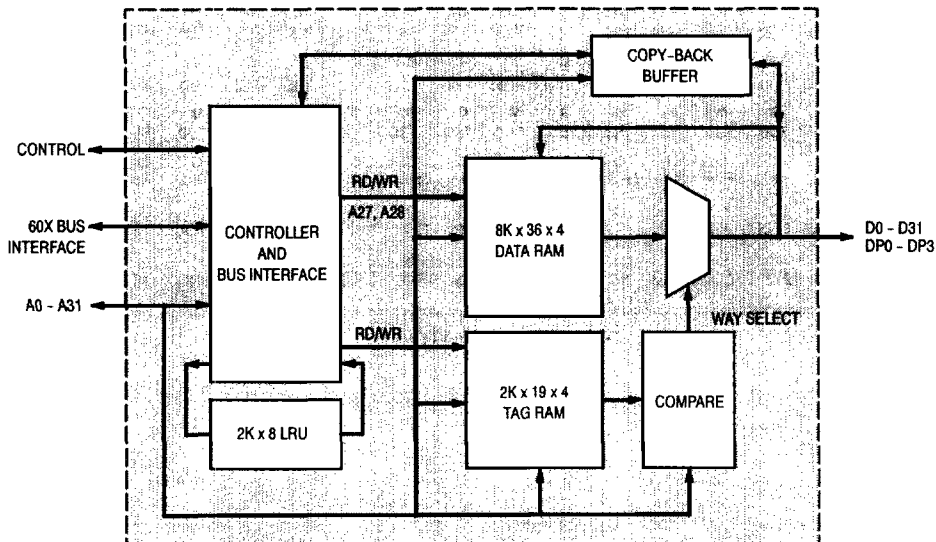 COPY-BACK
BUFFER
CONTROL
60X BUS
INTERFACE
A0 - A31
CONTROLLER
AND
BUS INTERFACE
RD/WR
A27, A28
8K x 36 x 4
DATA RAM
D0 - D31
DP0 - DP3
WAY SELECT
RD/WR
2K x 19 x 4
TAG RAM
COMPARE
2K x 8 LRU